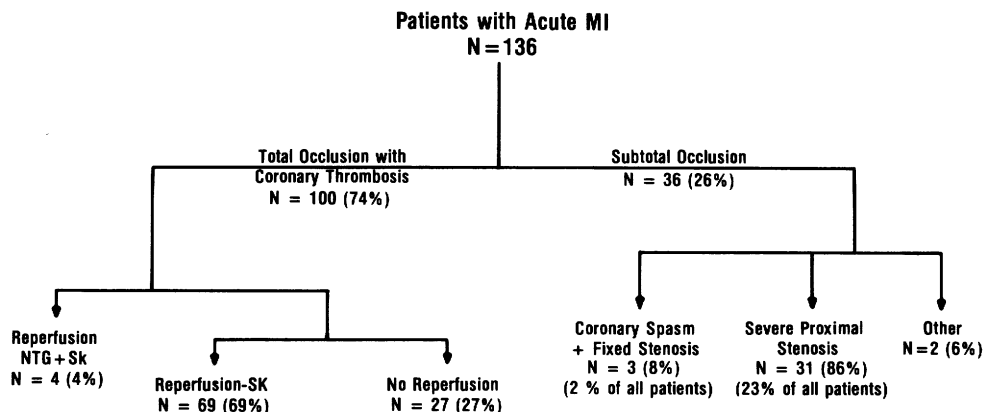 Patients with Acute MI
N=136
Total Occlusion with
Coronary Thrombosis
N = 100 (74%)
Subtotal Occlusion
N = 36 (26%)
Reperfusion
NTG+Sk
N = 4 (4%)
Reperfusion-SK
N = 69 (69%)
No Reperfusion
N = 27 (27%)
Coronary Spasm
+ Fixed Stenosis
N = 3 (8%)
(2 % of all patients)
Severe Proximal
Stenosis
N = 31 (86%)
(23% of all patients)
Other
N=2 (6%)